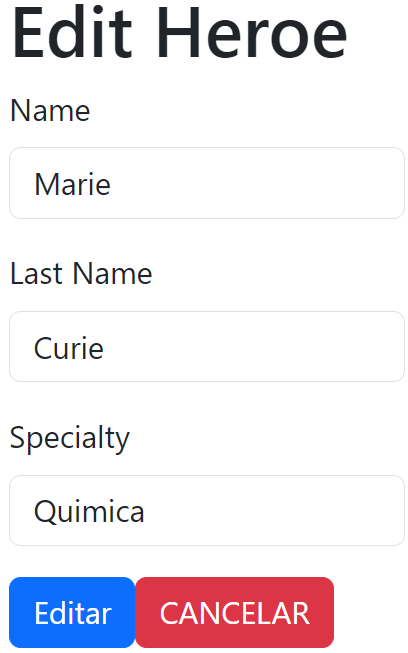 Edit Heroe
Name
Marie
Last Name
Curie
Specialty
Quimica
Editar CANCELAR